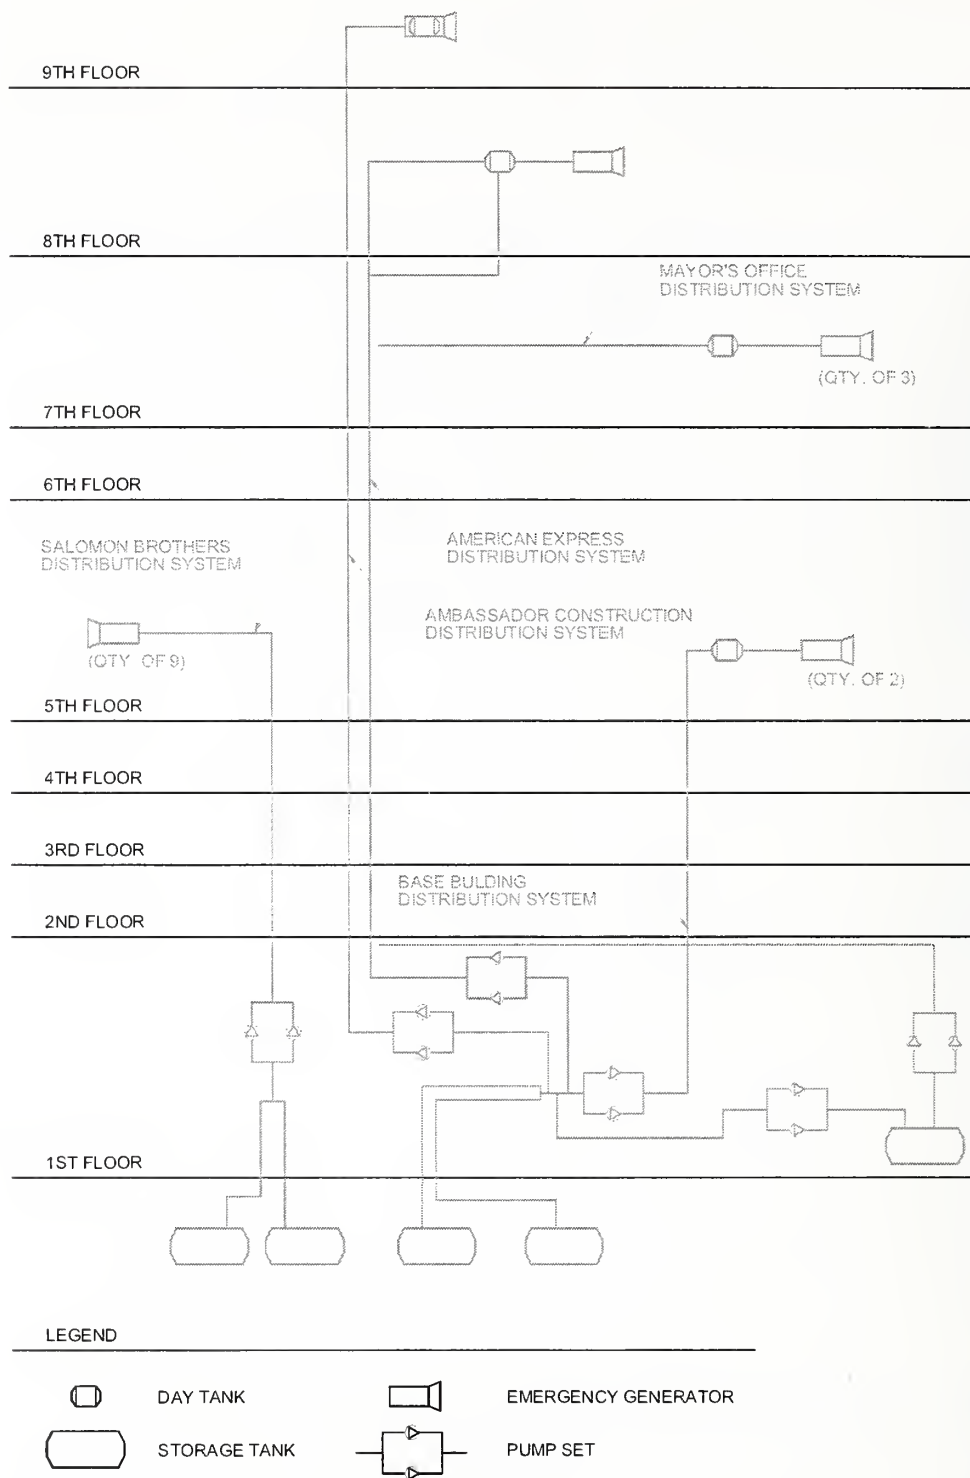 9TH FLOOR
8TH FLOOR
MAYOR'S OFFICE
DISTRIBUTION SYSTEM
(QTY. OF 3)
7TH FLOOR
6TH FLOOR
SALOMON BROTHERS
DISTRIBUTION SYSTEM
AMERICAN EXPRESS
DISTRIBUTION SYSTEM
AMBASSADOR CONSTRUCTION
DISTRIBUTION SYSTEM
(QTY. OF 9)
(QTY. OF 2)
5TH FLOOR
4TH FLOOR
3RD FLOOR
BASE BULDING
DISTRIBUTION SYSTEM
2ND FLOOR
1ST FLOOR
LEGEND
DAY TANK
EMERGENCY GENERATOR
STORAGE TANK
PUMP SET